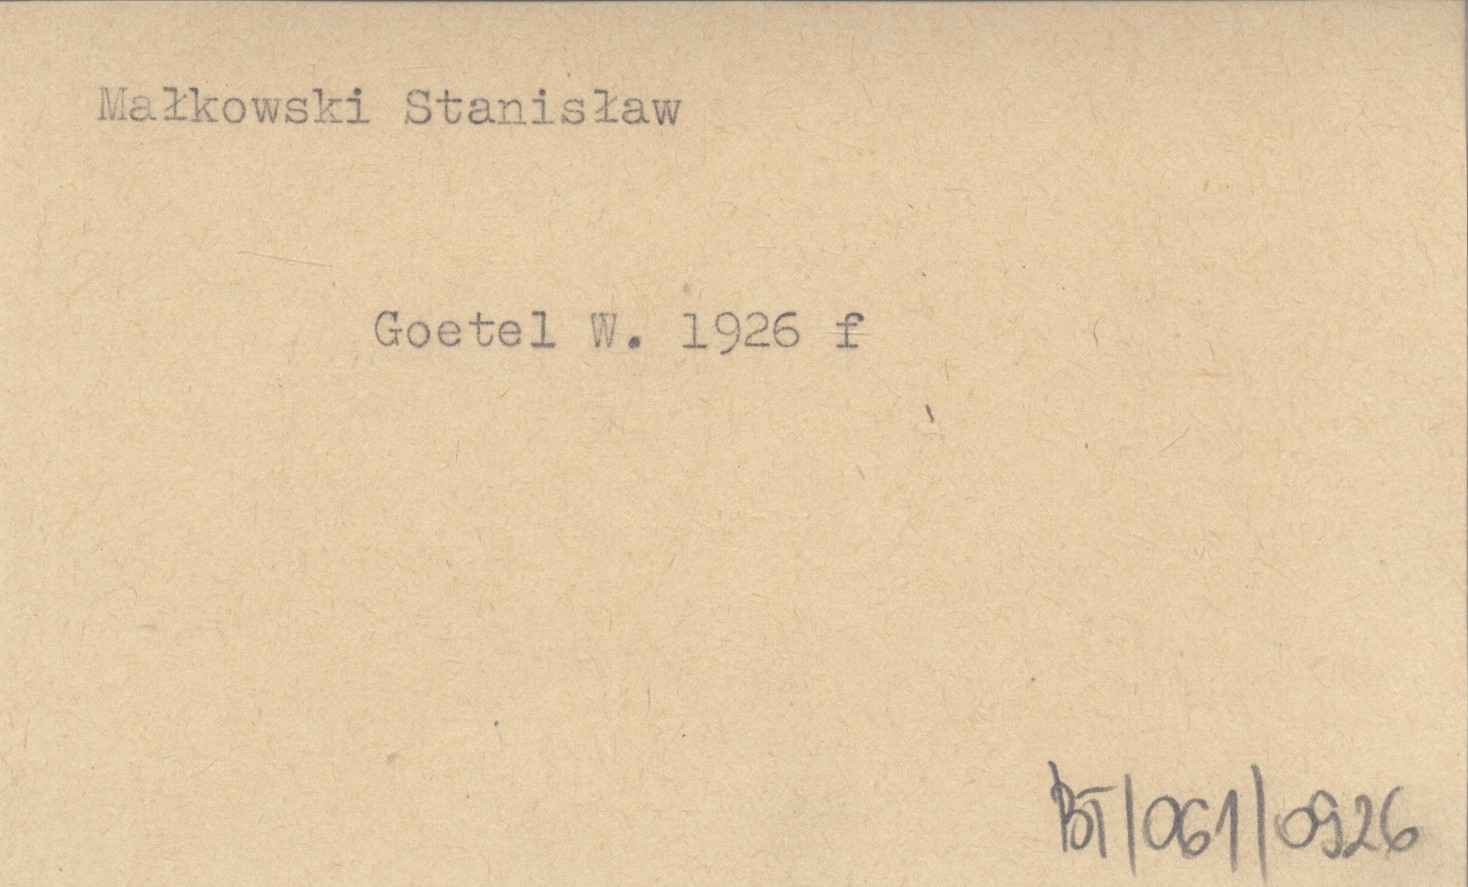 Małkowski Stanisław
Goetel W. 1926 f
BT/061/0926